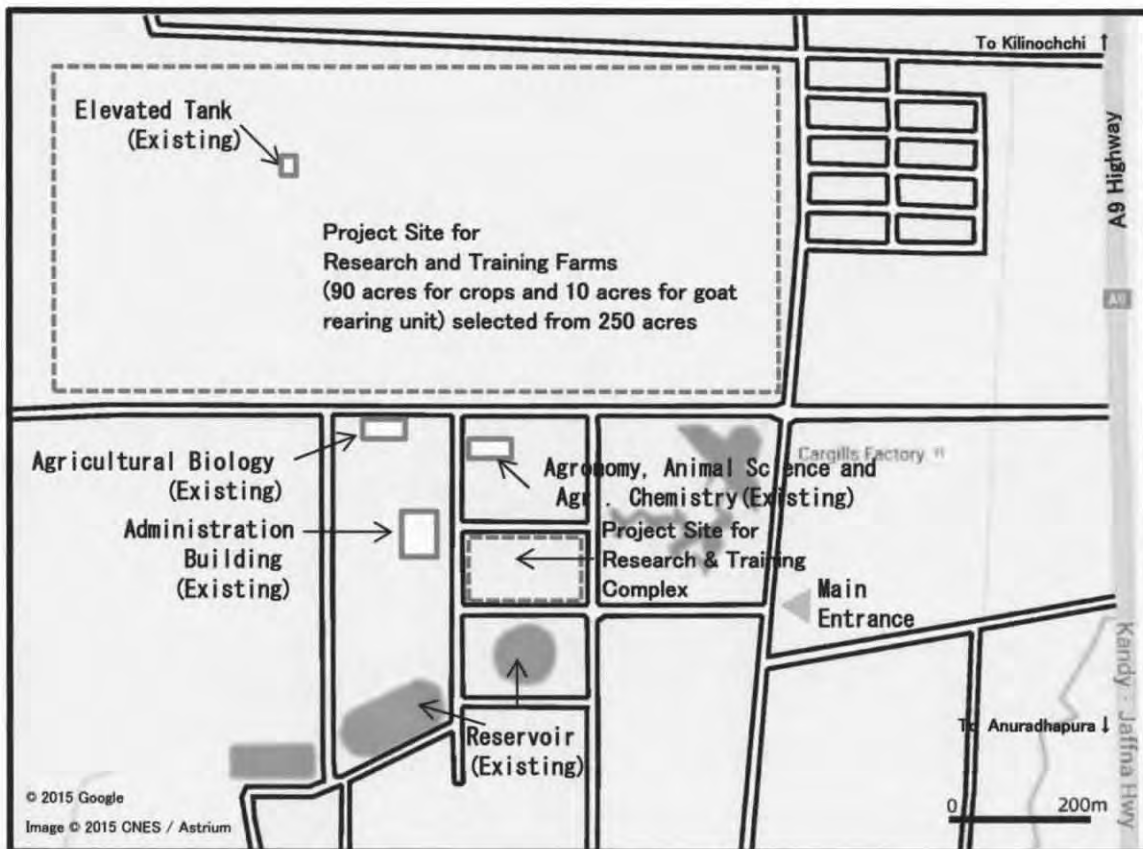 To Kilinochchi ↑
Elevated Tank
(Existing)
A9 Highway
Project Site for
Research and Training Farms
(90 acres for crops and 10 acres for goat
rearing unit) selected from 250 acres
A9
Agricultural Biology
(Existing)
Cargills Factory
Agronomy, Animal Science and
Agr . Chemistry(Existing)
Administration
Building
(Existing)
Project Site for
Research & Training
Complex
Main
Entrance
Kandy - Jaffna Hwy
To Anuradhapura ↓
Reservoir
(Existing)
© 2015 Google
Image © 2015 CNES / Astrium
0 200m